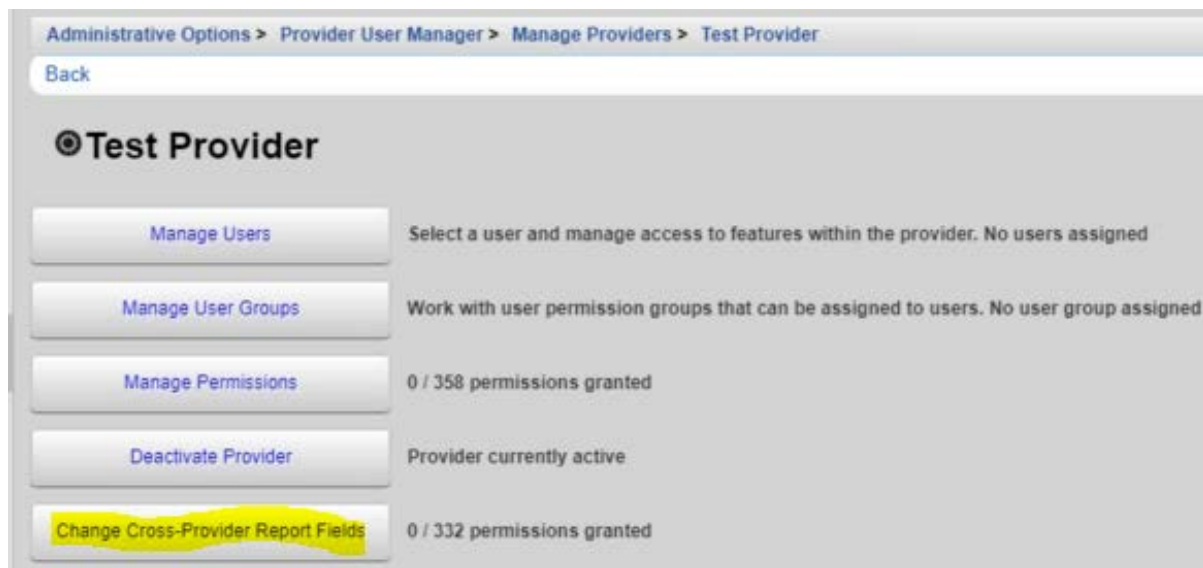 Administrative Options > Provider User Manager > Manage Providers > Test Provider
Back
Test Provider
Manage Users Select a user and manage access to features within the provider. No users assigned
Manage User Groups Work with user permission groups that can be assigned to users. No user group assigned
Manage Permissions 0 / 358 permissions granted
Deactivate Provider Provider currently active
Change Cross-Provider Report Fields 0 / 332 permissions granted